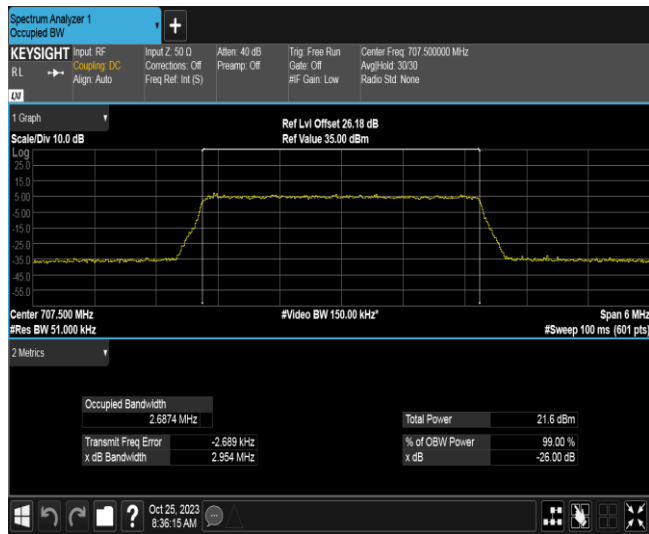 Spectrum Analyzer 1
Occupied BW
+
KEYSIGHT
RL
LXI
Input: RF
Coupling: DC
Align: Auto
Input Z: 50 Ω
Corrections: Off
Freq Ref: Int (S)
Atten: 40 dB
Preamp: Off
Trig: Free Run
Gate: Off
#IF Gain: Low
Center Freq: 707.500000 MHz
Avg|Hold: 30/30
Radio Std: None
1 Graph
Scale/Div 10.0 dB
Ref Lvl Offset 26.18 dB
Ref Value 35.00 dBm
Log
25.0
15.0
5.00
-5.00
-15.0
-25.0
-35.0
-45.0
-55.0
Center 707.500 MHz
#Res BW 51.000 kHz
#Video BW 150.00 kHz*
Span 6 MHz
#Sweep 100 ms (601 pts)
2 Metrics
Occupied Bandwidth
2.6874 MHz
Transmit Freq Error -2.689 kHz
x dB Bandwidth 2.954 MHz
Total Power 21.6 dBm
% of OBW Power 99.00 %
x dB -26.00 dB
?
Oct 25, 2023
8:36:15 AM